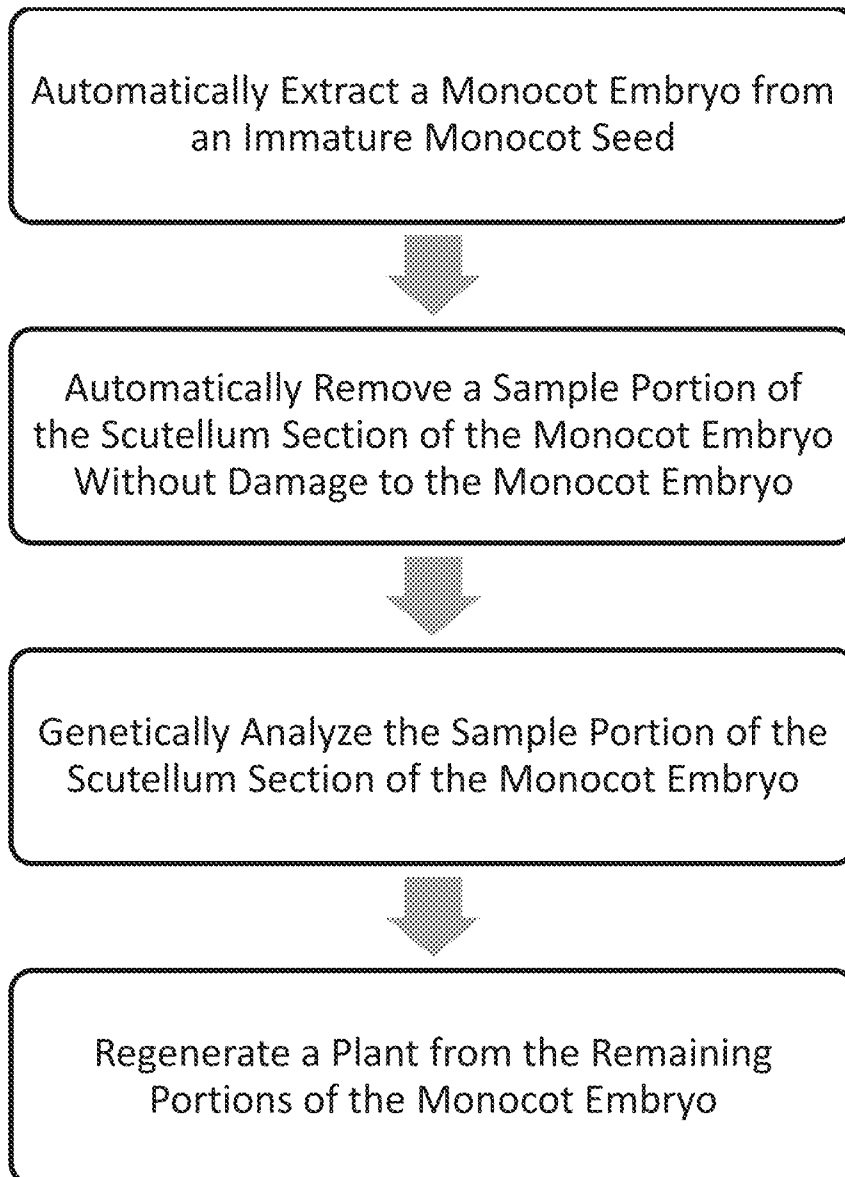 Automatically Extract a Monocot Embryo from
an Immature Monocot Seed
Automatically Remove a Sample Portion of
the Scutellum Section of the Monocot Embryo
Without Damage to the Monocot Embryo
Genetically Analyze the Sample Portion of the
Scutellum Section of the Monocot Embryo
Regenerate a Plant from the Remaining
Portions of the Monocot Embryo